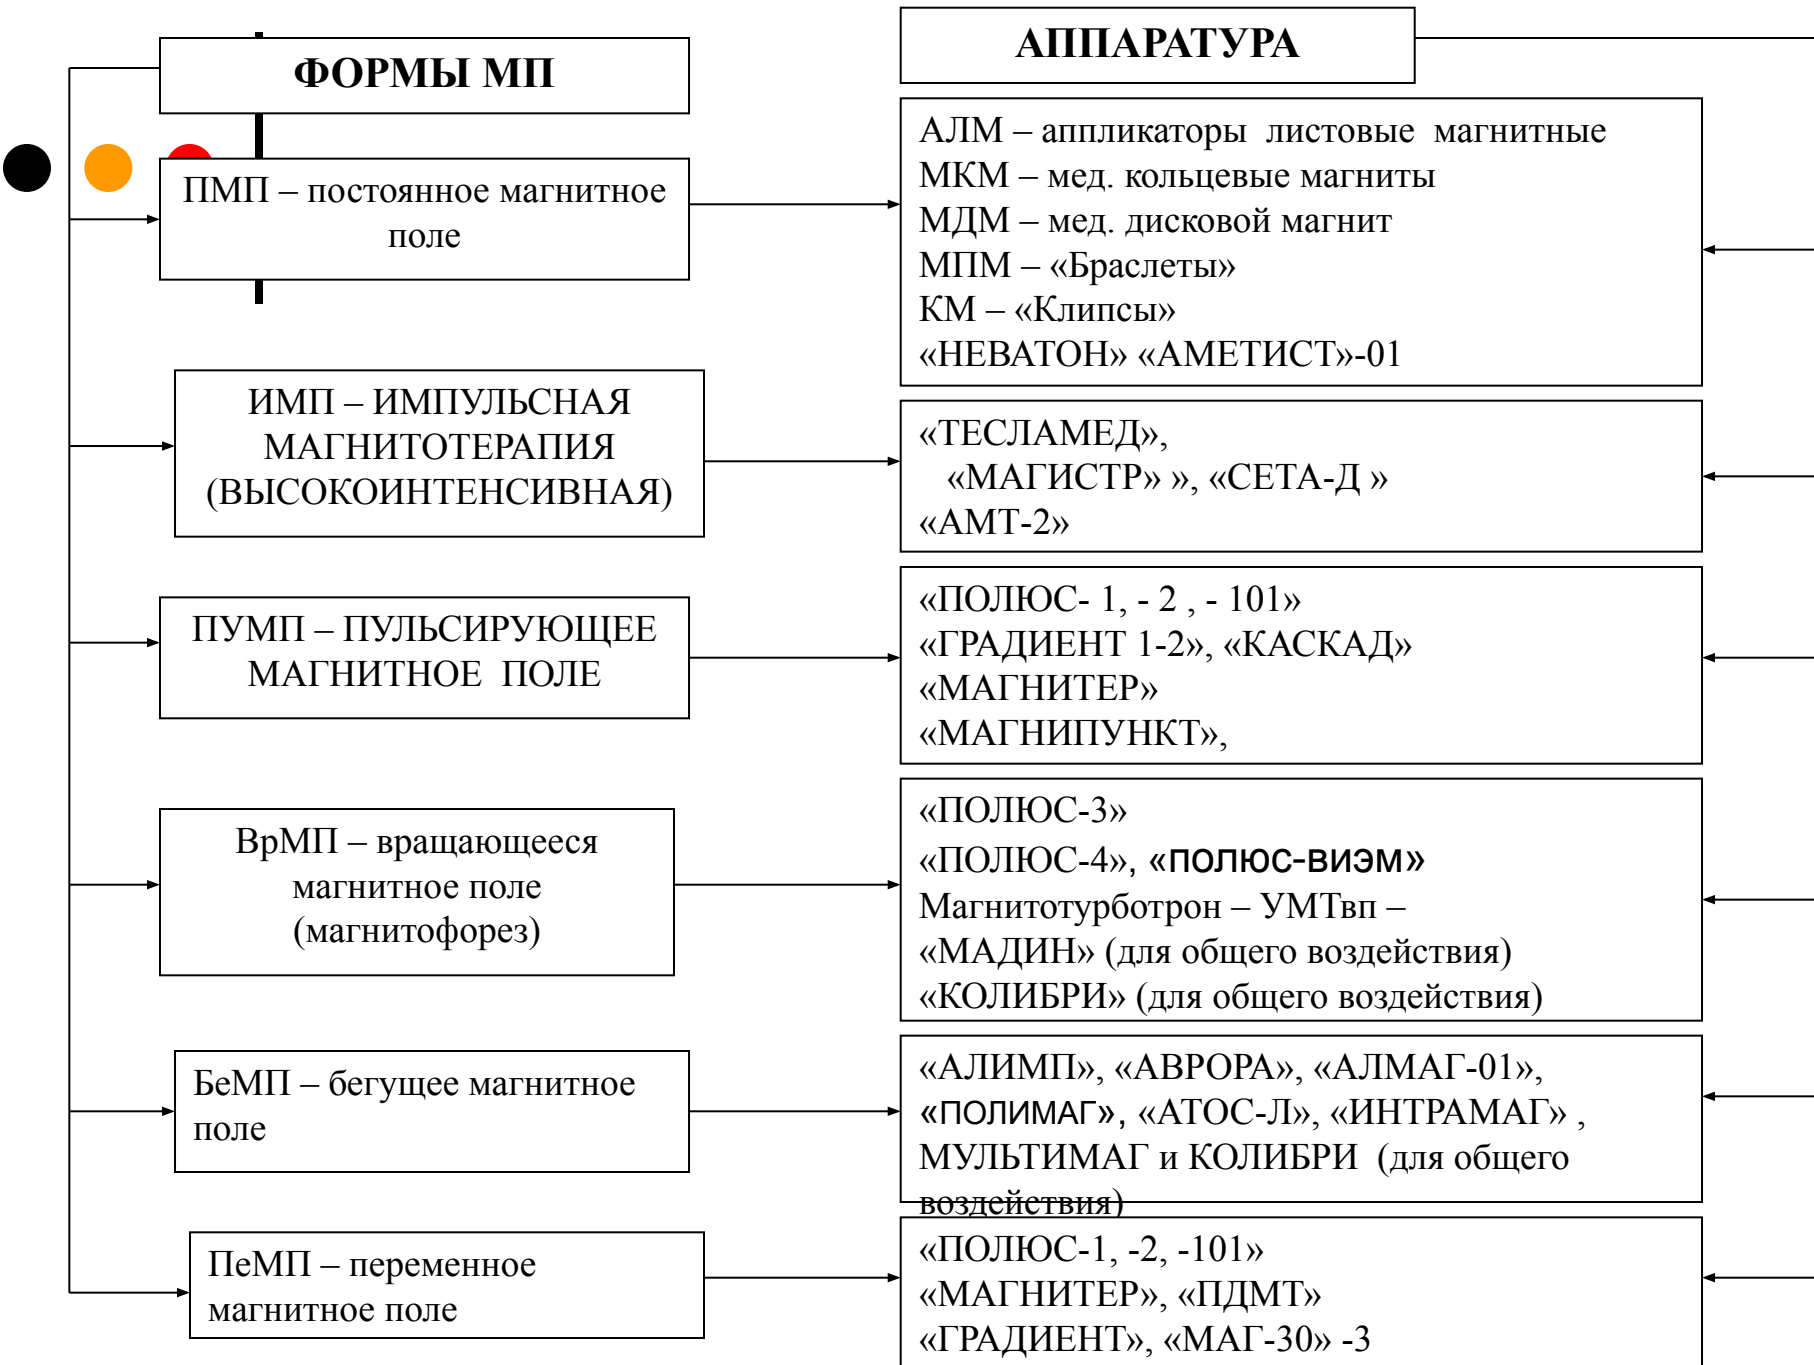 ФОРМЫ МП
АППАРАТУРА
ПМП – постоянное магнитное
поле
АЛМ – аппликаторы листовые магнитные
МКМ – мед. кольцевые магниты
МДМ – мед. дисковой магнит
МПМ – «Браслеты»
КМ – «Клипсы»
«НЕВАТОН» «АМЕТИСТ»-01
ИМП – ИМПУЛЬСНАЯ
МАГНИТОТЕРАПИЯ
(ВЫСОКОИНТЕНСИВНАЯ)
«ТЕСЛАМЕД»,
«МАГИСТР» », «СЕТА-Д »
«АМТ-2»
ПУМП – ПУЛЬСИРУЮЩЕЕ
МАГНИТНОЕ ПОЛЕ
«ПОЛЮС- 1, - 2 , - 101»
«ГРАДИЕНТ 1-2», «КАСКАД»
«МАГНИТЕР»
«МАГНИПУНКТ»,
ВрМП – вращающееся
магнитное поле
(магнитофорез)
«ПОЛЮС-3»
«ПОЛЮС-4», «ПОЛЮС-ВИЭМ»
Магнитотурботрон – УМТвп –
«МАДИН» (для общего воздействия)
«КОЛИБРИ» (для общего воздействия)
БеМП – бегущее магнитное
поле
«АЛИМП», «АВРОРА», «АЛМАГ-01»,
«ПОЛИМАГ», «АТОС-Л», «ИНТРАМАГ» ,
МУЛЬТИМАГ и КОЛИБРИ (для общего
воздействия)
ПеМП – переменное
магнитное поле
«ПОЛЮС-1, -2, -101»
«МАГНИТЕР», «ПДМТ»
«ГРАДИЕНТ», «МАГ-30» -3